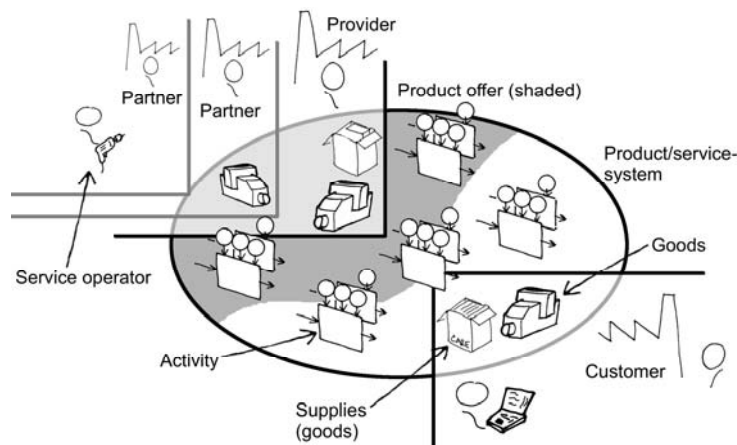 Provider
Partner
Partner
Product offer (shaded)
Product/service-
system
Goods
Service operator
Activity
CARE
Supplies
(goods)
Customer